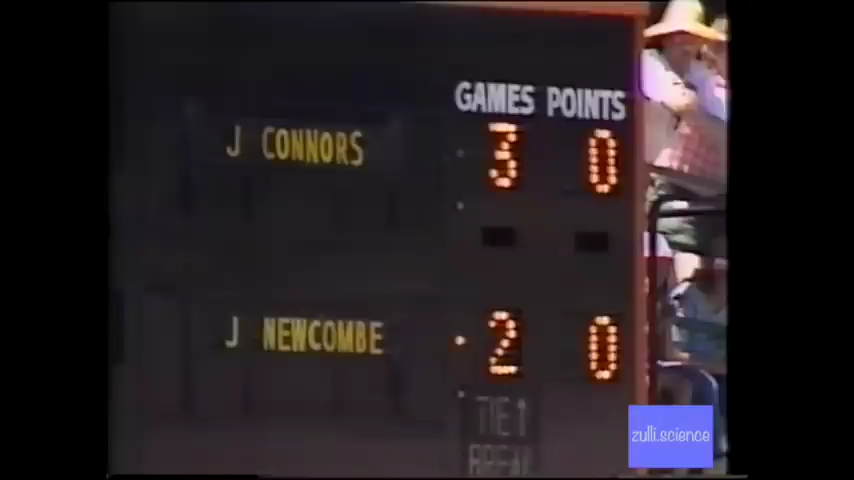 GAMES POINTS
J CONNORS 3 0
J NEWCOMBE 2 0
TIE
BREAK
zulli.science